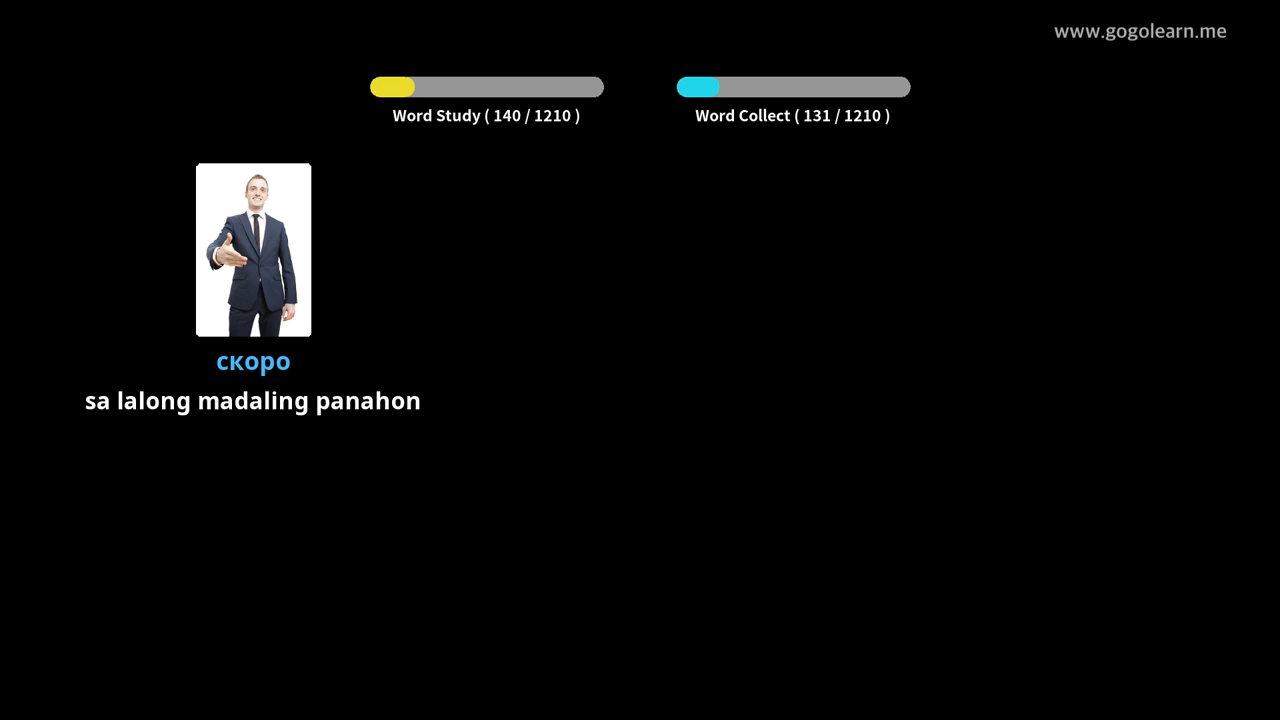 www.gogolearn.me
Word Study ( 140 / 1210 )
Word Collect ( 131 / 1210 )
скоро
sa lalong madaling panahon